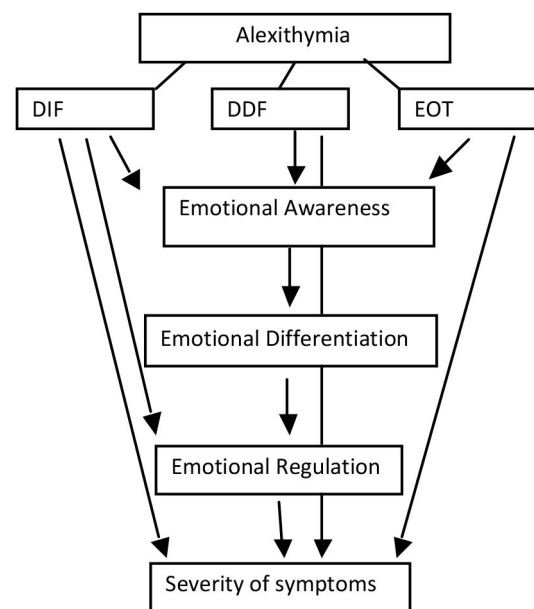 Alexithymia
DIF
DDF
EOT
Emotional Awareness
Emotional Differentiation
Emotional Regulation
Severity of symptoms